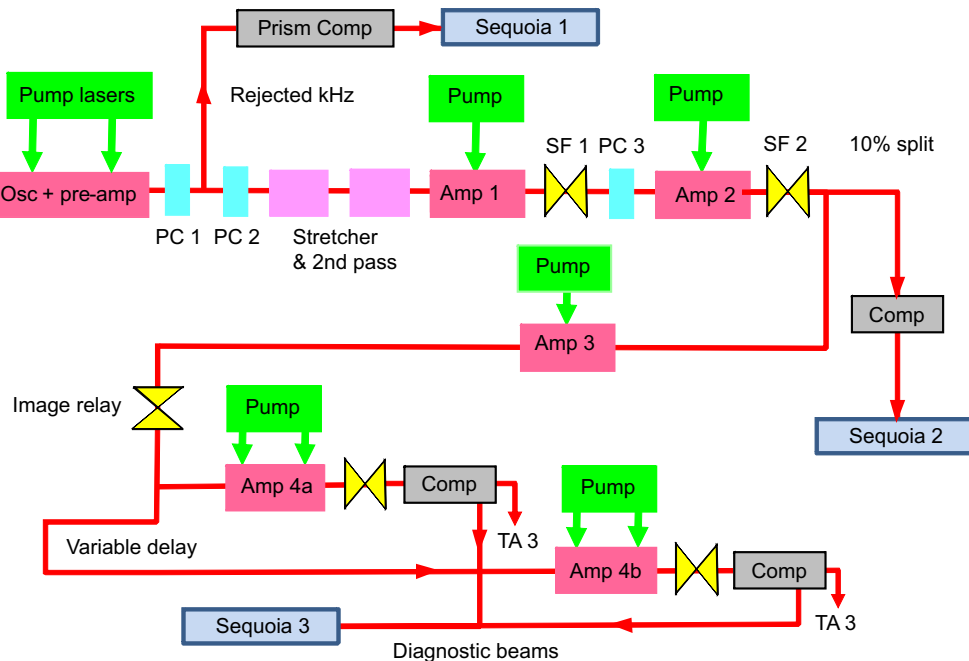 Prism Comp
Sequoia 1
Pump lasers
Rejected kHz
Pump
Pump
SF 1
PC 3
SF 2
10% split
Osc + pre-amp
Amp 1
Amp 2
PC 1
PC 2
Stretcher
& 2nd pass
Pump
Comp
Amp 3
Image relay
Pump
Sequoia 2
Amp 4a
Comp
Pump
TA 3
Variable delay
Amp 4b
Comp
Sequoia 3
TA 3
Diagnostic beams